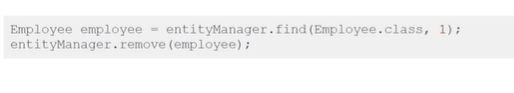 Employee employee = entityManager.find(Employee.class, 1);
entityManager.remove(employee);